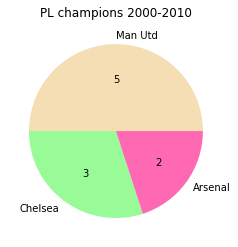 PL champions 2000-2010
Man Utd
5
3
2
Chelsea
Arsenal